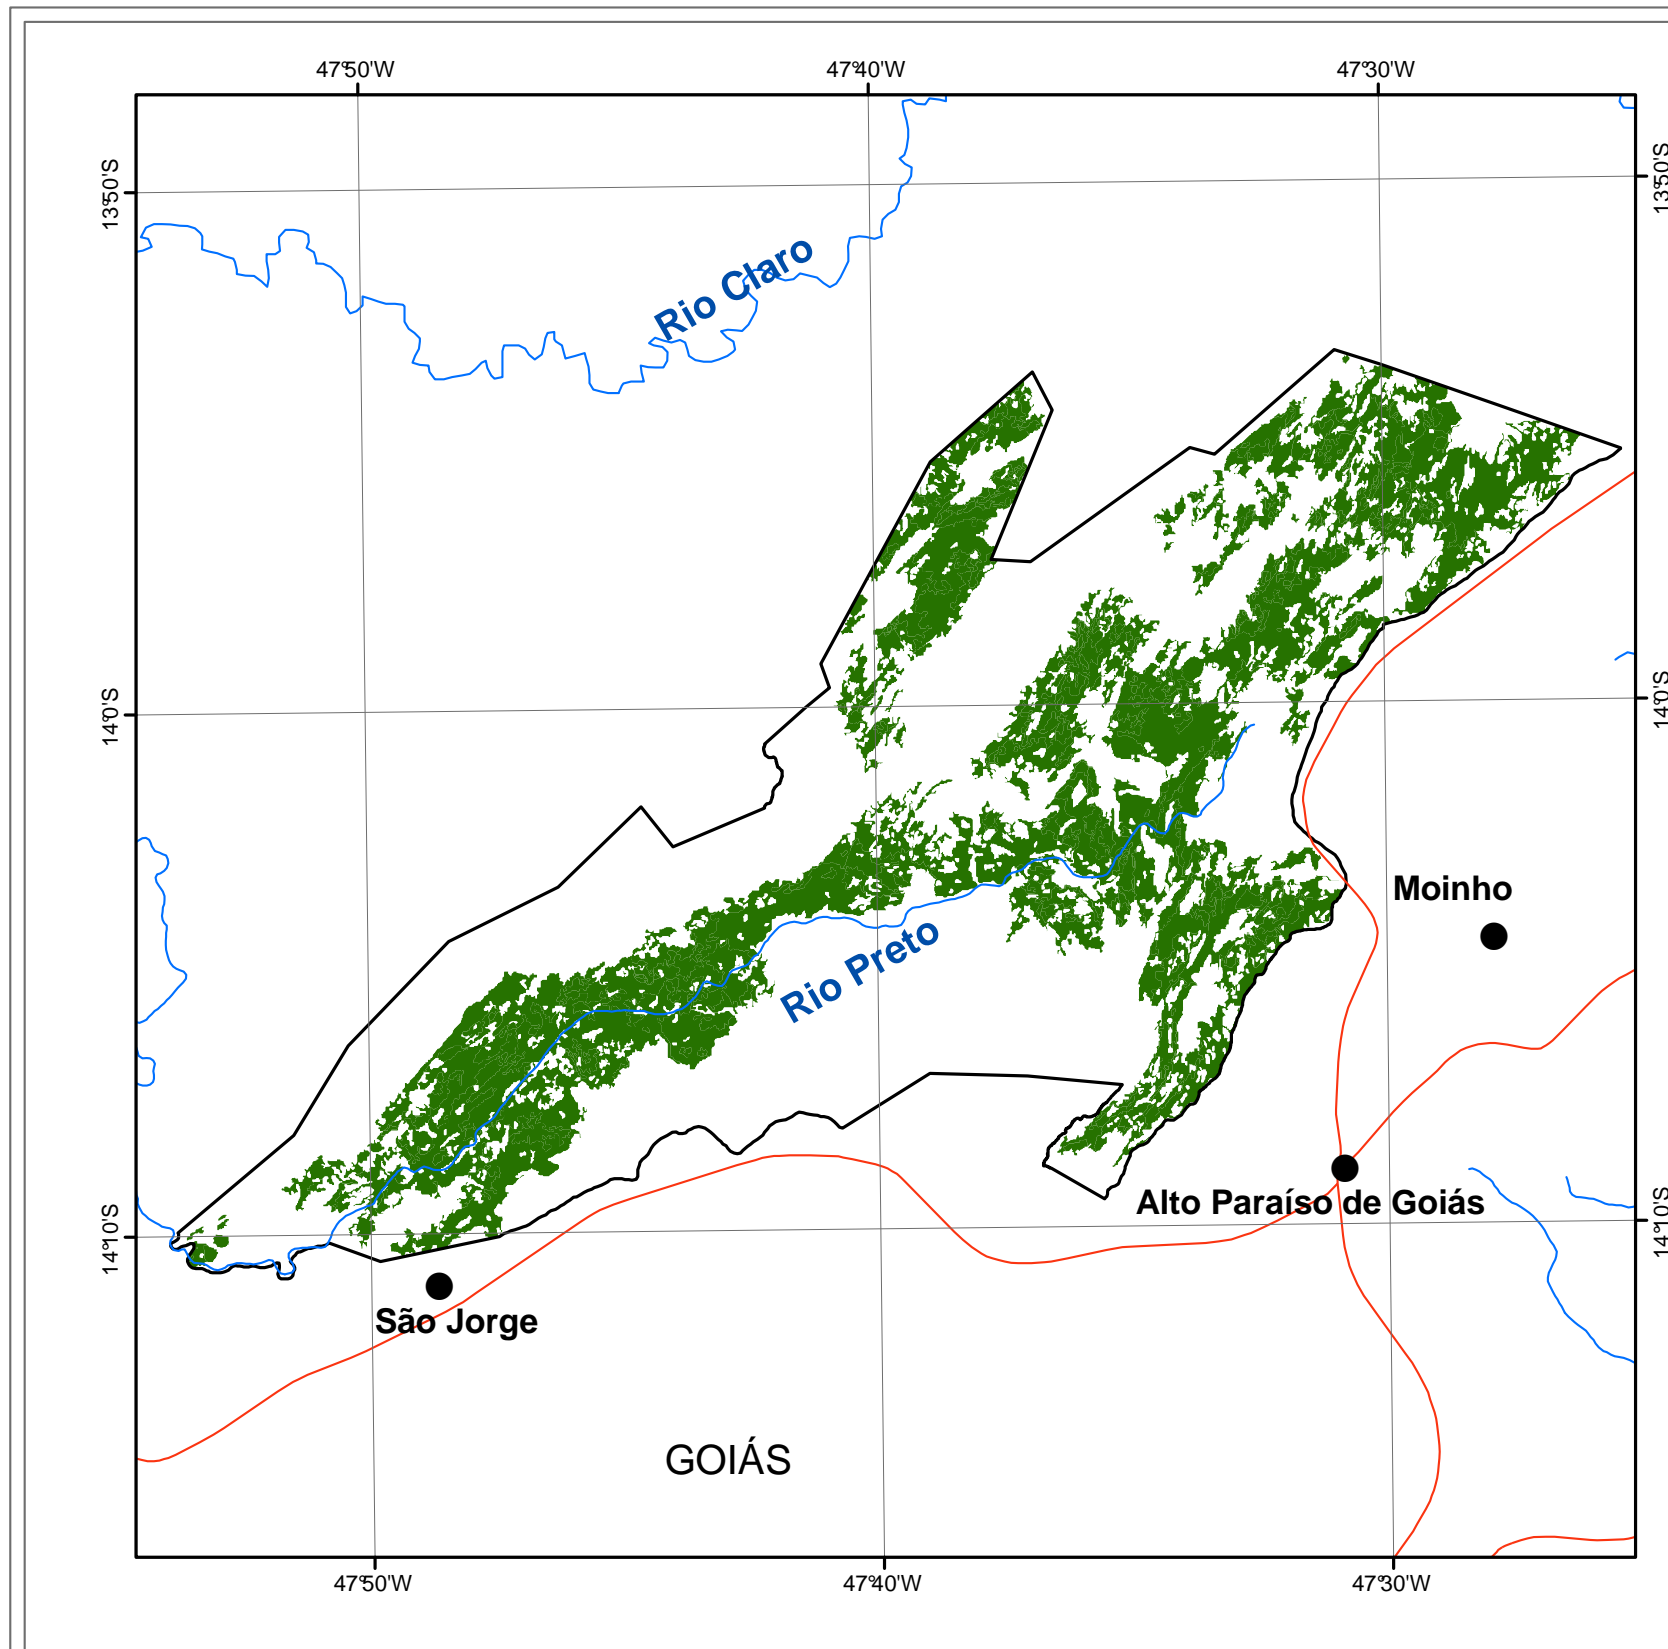 47°50'W 47°40'W 47°30'W
13°50'S 13°50'S
Rio Claro
14°0'S 14°0'S
Moinho
Rio Preto
Alto Paraíso de Goiás
14°10'S 14°10'S
São Jorge
GOIÁS
47°50'W 47°40'W 47°30'W